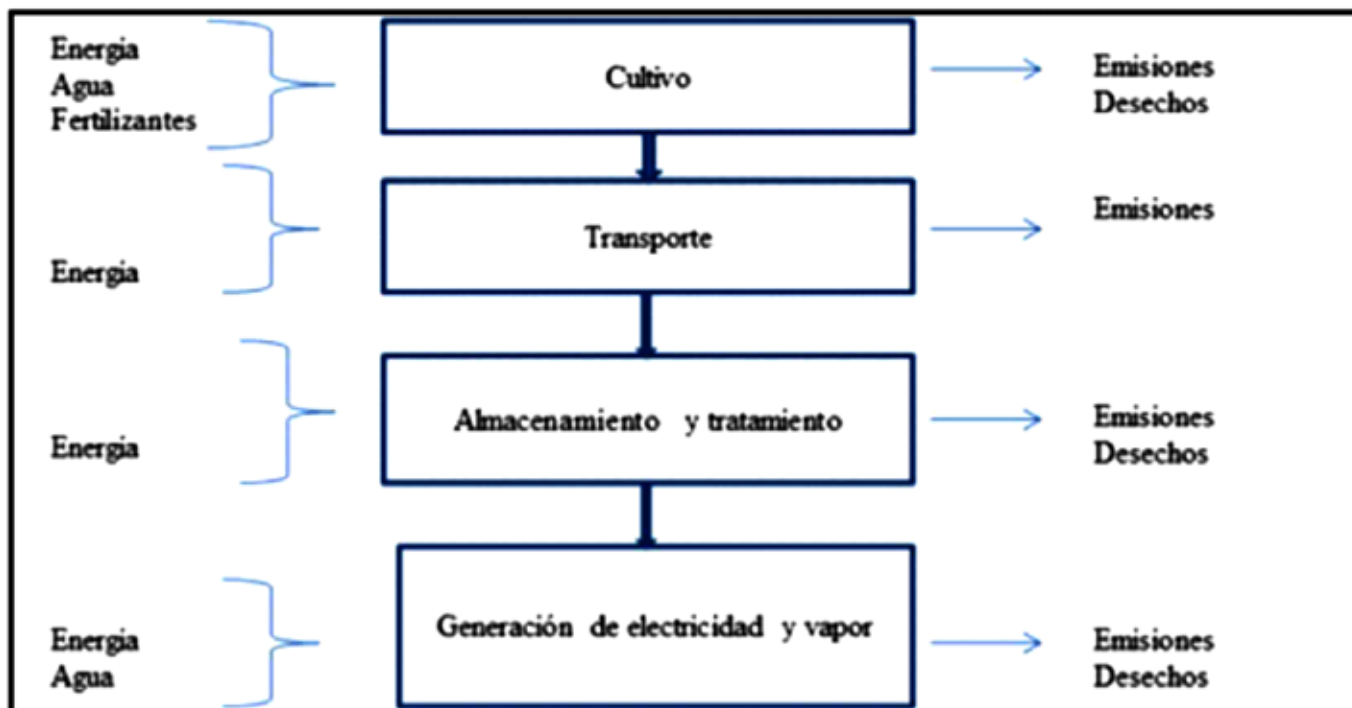 Energia
Agua
Fertilizantes
Cultivo
Emisiones
Desechos
Energia
Transporte
Emisiones
Energia
Almacenamiento y tratamiento
Emisiones
Desechos
Energia
Agua
Generación de electricidad y vapor
Emisiones
Desechos